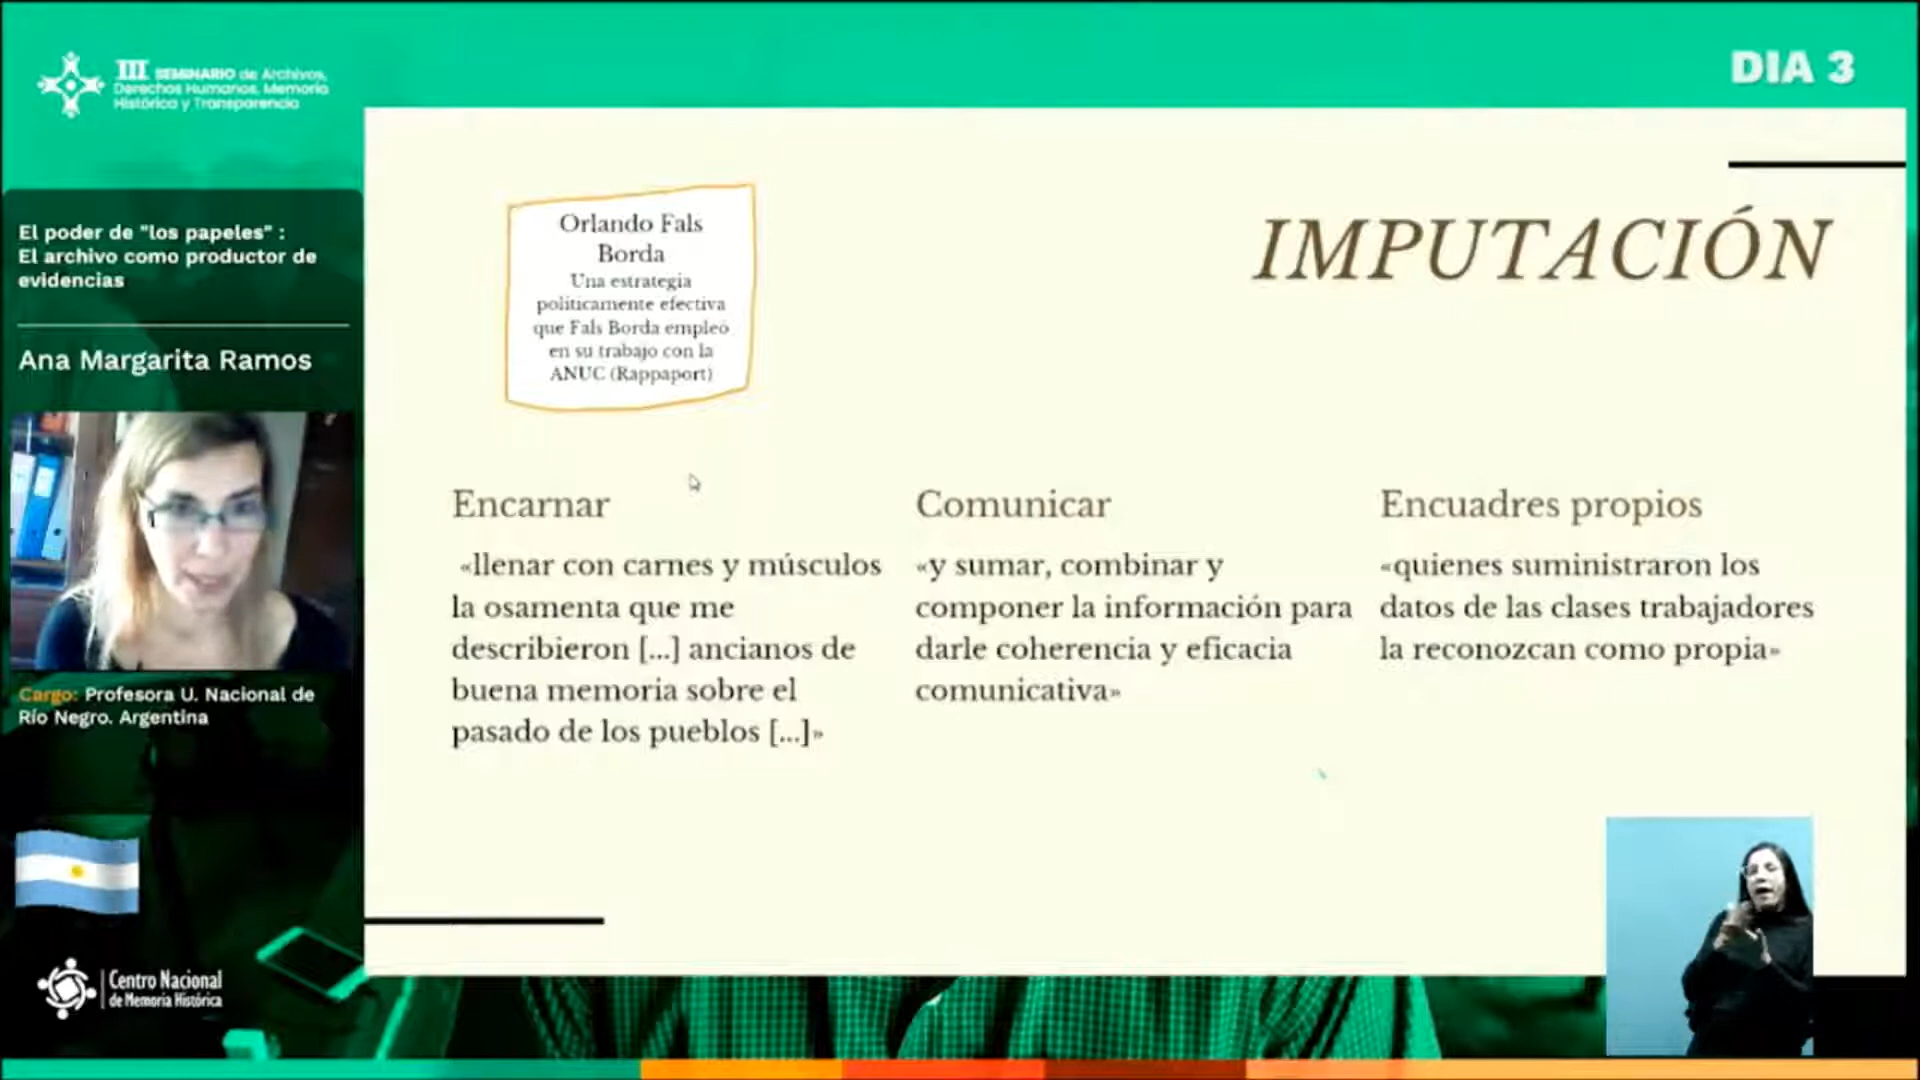 III SEMINARIO de Archivos,
Derechos Humanos, Memoria
Histórica y Transparencia
DIA 3
El poder de "los papeles" :
El archivo como productor de
evidencias
Ana Margarita Ramos
Cargo: Profesora U. Nacional de
Río Negro. Argentina
Centro Nacional
de Memoria Histórica
Orlando Fals
Borda
Una estrategia
políticamente efectiva
que Fals Borda empleó
en su trabajo con la
ANUC (Rappaport)
IMPUTACIÓN
Encarnar
«llenar con carnes y músculos
la osamenta que me
describieron [...] ancianos de
buena memoria sobre el
pasado de los pueblos [...]»
Comunicar
«y sumar, combinar y
componer la información para
darle coherencia y eficacia
comunicativa»
Encuadres propios
«quienes suministraron los
datos de las clases trabajadores
la reconozcan como propia»